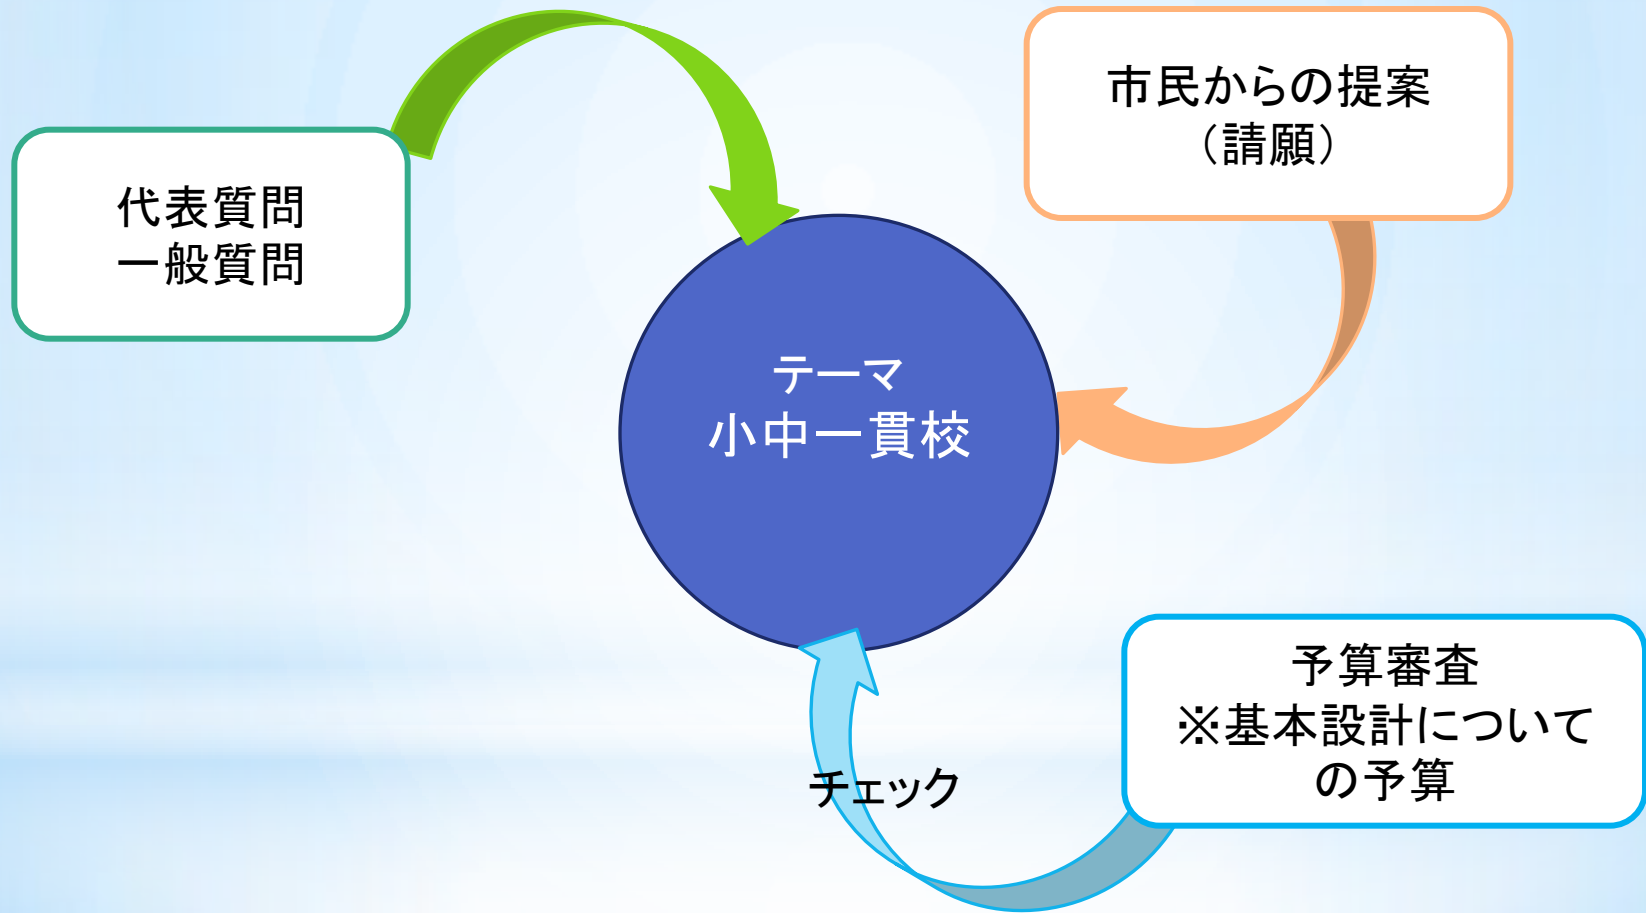 代表質問
一般質問
市民からの提案
（請願）
テーマ
小中一貫校
予算審査
※基本設計について
の予算
チェック